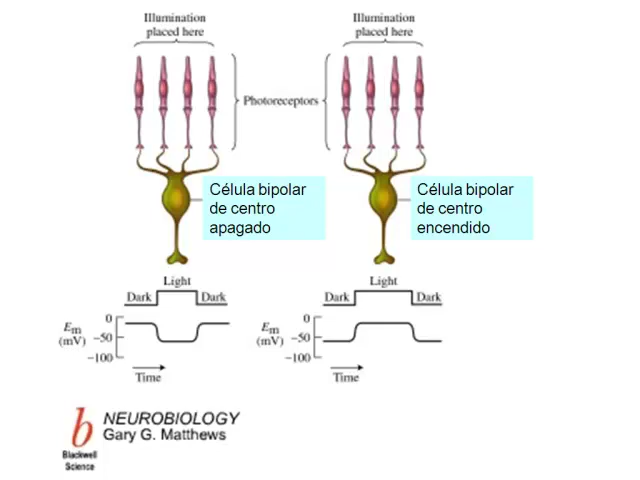 Illumination
placed here
Illumination
placed here
Photoreceptors
Célula bipolar
de centro
apagado
Célula bipolar
de centro
encendido
Light
Dark Dark
Light
Dark Dark
Em
(mV)
0
−50
−100
Time
Em
(mV)
0
−50
−100
Time
b
Blackwell
Science
NEUROBIOLOGY
Gary G. Matthews